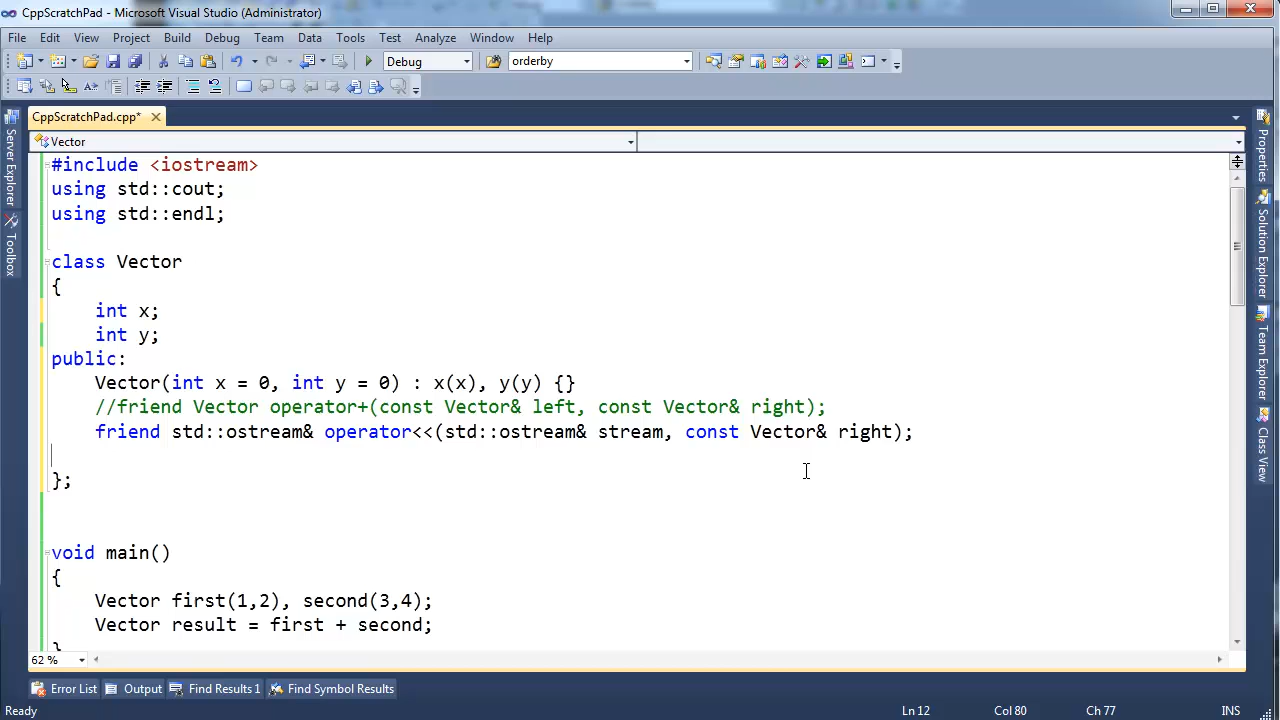 CppScratchPad - Microsoft Visual Studio (Administrator)
File Edit View Project Build Debug Team Data Tools Test Analyze Window Help
Debug orderby
CppScratchPad.cpp*
Vector
#include <iostream>
using std::cout;
using std::endl;
class Vector
{
int x;
int y;
public:
Vector(int x = 0, int y = 0) : x(x), y(y) {}
//friend Vector operator+(const Vector& left, const Vector& right);
friend std::ostream& operator<<(std::ostream& stream, const Vector& right);
};
void main()
{
Vector first(1,2), second(3,4);
Vector result = first + second;
}
62 %
Server Explorer
Toolbox
Properties
Solution Explorer
Team Explorer
Class View
Error List Output Find Results 1 Find Symbol Results
Ready Ln 12 Col 80 Ch 77 INS